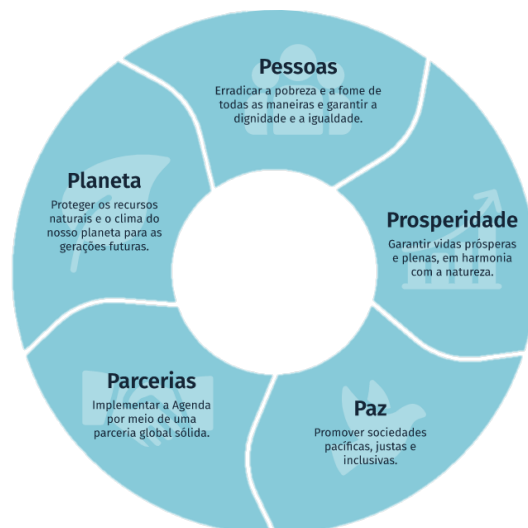 Pessoas
Erradicar a pobreza e a fome de
todas as maneiras e garantir a
dignidade e a igualdade.
Planeta
Proteger os recursos
naturais e o clima do
nosso planeta para as
gerações futuras.
Prosperidade
Garantir vidas prósperas
e plenas, em harmonia
com a natureza.
Parcerias
Implementar a Agenda
por meio de uma
parceria global sólida.
Paz
Promover sociedades
pacíficas, justas e
inclusivas.